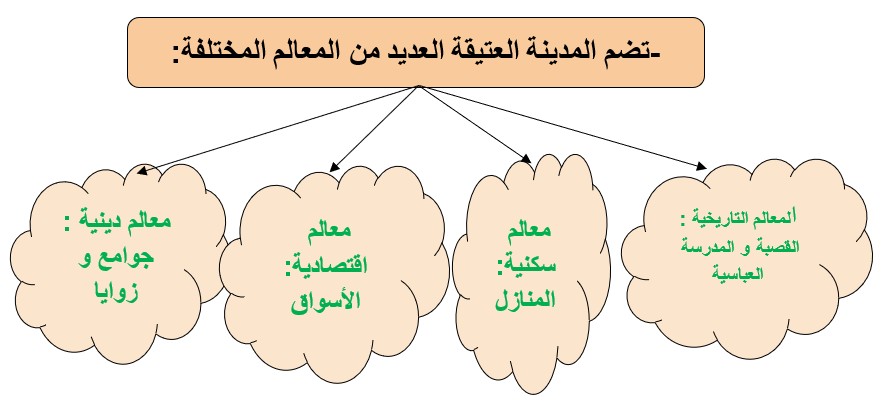 -تضم المدينة العتيقة العديد من المعالم المختلفة:
ألمعالم التاريخية :
القصبة و المدرسة
العباسية
معالم
سكنية:
المنازل
معالم
اقتصادية:
الأسواق
معالم دينية :
جوامع و
زوايا